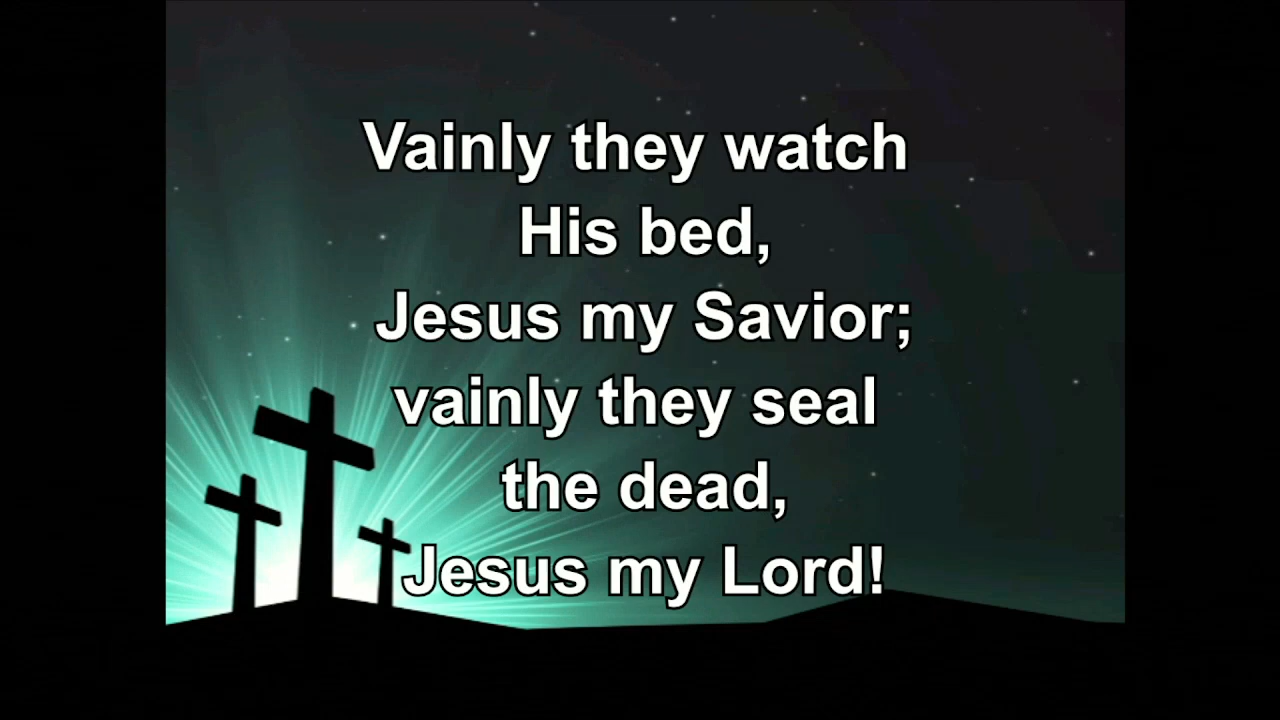 Vainly they watch
His bed,
Jesus my Savior;
vainly they seal
the dead,
Jesus my Lord!